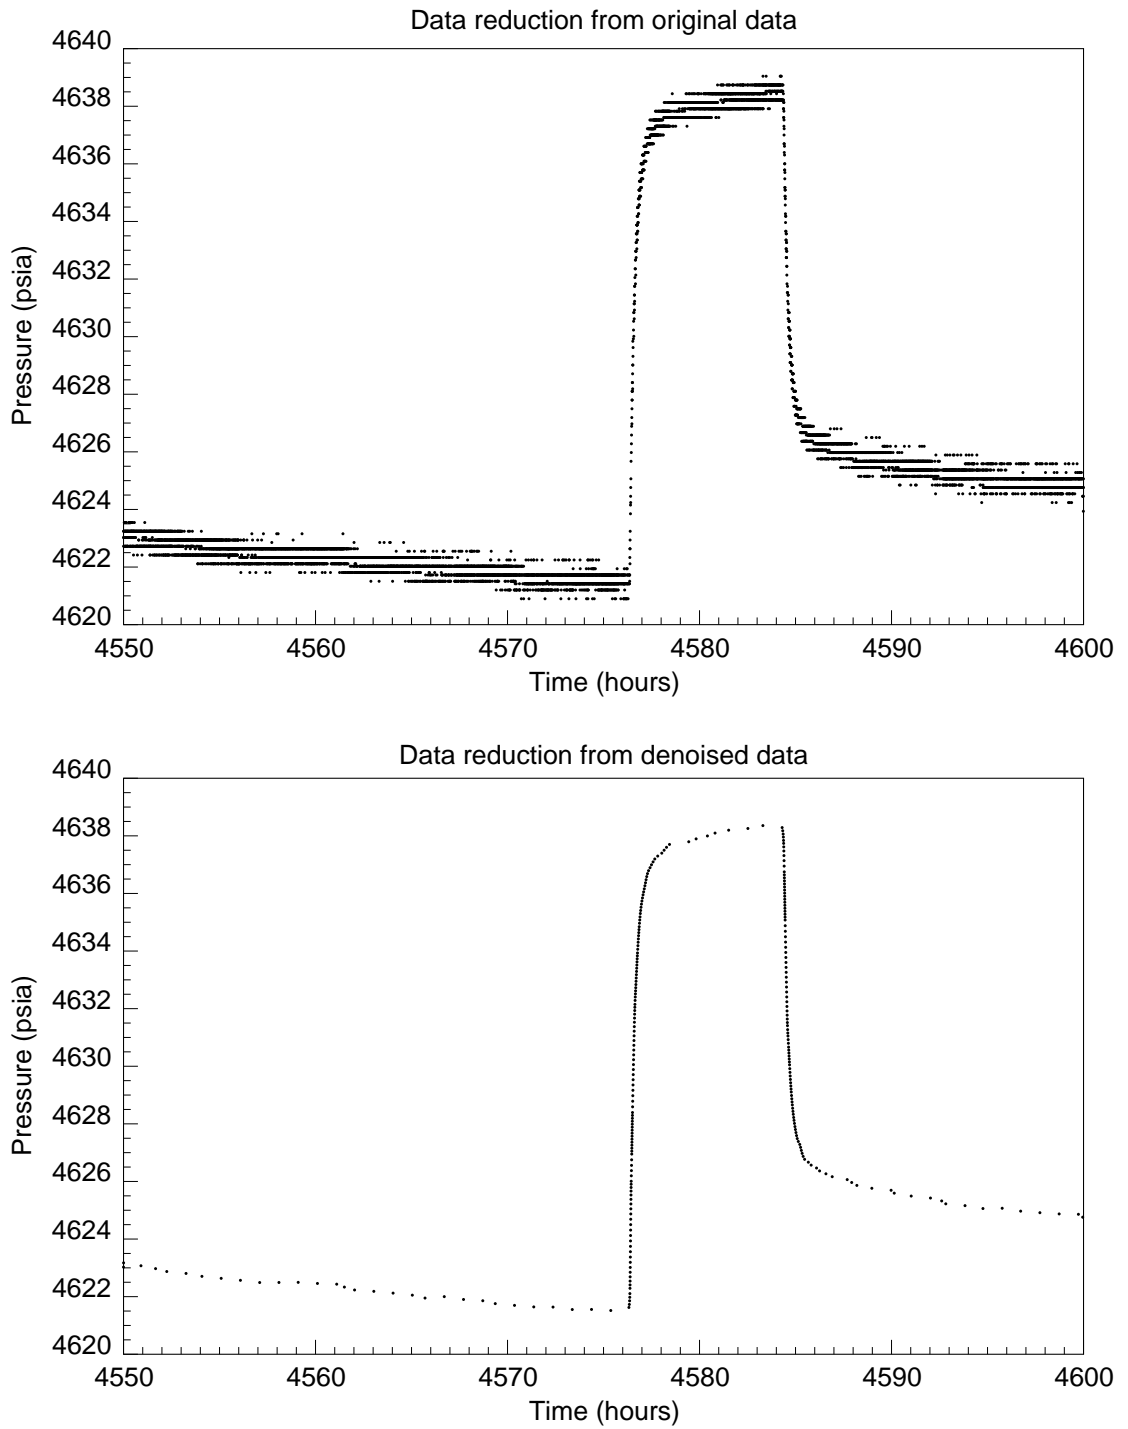 Data reduction from original data
4640
4638
4636
4634
4632
4630
4628
4626
4624
4622
4620
Pressure (psia)
4550 4560 4570 4580 4590 4600
Time (hours)
Data reduction from denoised data
4640
4638
4636
4634
4632
4630
4628
4626
4624
4622
4620
Pressure (psia)
4550 4560 4570 4580 4590 4600
Time (hours)